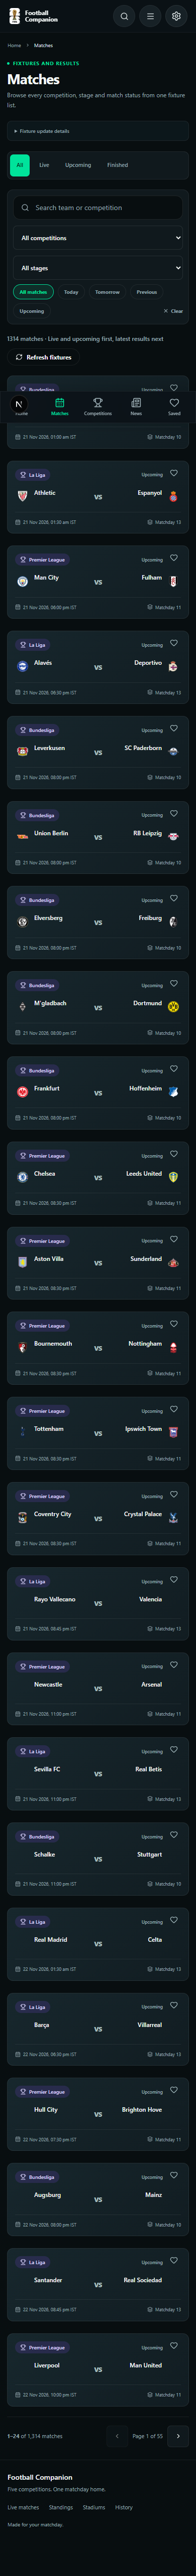 Football
Companion
Home > Matches
FIXTURES AND RESULTS
Matches
Browse every competition, stage and match status from one fixture list.
Fixture update details
All Live Upcoming Finished
Search team or competition
All competitions
All stages
All matches Today Tomorrow Previous
Upcoming Clear
1314 matches · Live and upcoming first, latest results next
Refresh fixtures
Bundesliga Upcoming
N Home Matches Competitions News Saved
21 Nov 2026, 01:00 am IST Matchday 10
La Liga Upcoming
Athletic VS Espanyol
21 Nov 2026, 01:30 am IST Matchday 13
Premier League Upcoming
Man City VS Fulham
21 Nov 2026, 06:00 pm IST Matchday 11
La Liga Upcoming
Alavés VS Deportivo
21 Nov 2026, 06:30 pm IST Matchday 13
Bundesliga Upcoming
Leverkusen VS SC Paderborn
21 Nov 2026, 08:00 pm IST Matchday 10
Bundesliga Upcoming
Union Berlin VS RB Leipzig
21 Nov 2026, 08:00 pm IST Matchday 10
Bundesliga Upcoming
Elversberg VS Freiburg
21 Nov 2026, 08:00 pm IST Matchday 10
Bundesliga Upcoming
M'gladbach VS Dortmund
21 Nov 2026, 08:00 pm IST Matchday 10
Bundesliga Upcoming
Frankfurt VS Hoffenheim
21 Nov 2026, 08:00 pm IST Matchday 10
Premier League Upcoming
Chelsea VS Leeds United
21 Nov 2026, 08:30 pm IST Matchday 11
Premier League Upcoming
Aston Villa VS Sunderland
21 Nov 2026, 08:30 pm IST Matchday 11
Premier League Upcoming
Bournemouth VS Nottingham
21 Nov 2026, 08:30 pm IST Matchday 11
Premier League Upcoming
Tottenham VS Ipswich Town
21 Nov 2026, 08:30 pm IST Matchday 11
Premier League Upcoming
Coventry City VS Crystal Palace
21 Nov 2026, 08:30 pm IST Matchday 11
La Liga Upcoming
Rayo Vallecano VS Valencia
21 Nov 2026, 08:45 pm IST Matchday 13
Premier League Upcoming
Newcastle VS Arsenal
21 Nov 2026, 11:00 pm IST Matchday 11
La Liga Upcoming
Sevilla FC VS Real Betis
21 Nov 2026, 11:00 pm IST Matchday 13
Bundesliga Upcoming
Schalke VS Stuttgart
21 Nov 2026, 11:00 pm IST Matchday 10
La Liga Upcoming
Real Madrid VS Celta
22 Nov 2026, 01:30 am IST Matchday 13
La Liga Upcoming
Barça VS Villarreal
22 Nov 2026, 06:30 pm IST Matchday 13
Premier League Upcoming
Hull City VS Brighton Hove
22 Nov 2026, 07:30 pm IST Matchday 11
Bundesliga Upcoming
Augsburg VS Mainz
22 Nov 2026, 08:00 pm IST Matchday 10
La Liga Upcoming
Santander VS Real Sociedad
22 Nov 2026, 08:45 pm IST Matchday 13
Premier League Upcoming
Liverpool VS Man United
22 Nov 2026, 10:00 pm IST Matchday 11
1–24 of 1,314 matches Page 1 of 55
Football Companion
Five competitions. One matchday home.
Live matches Standings Stadiums History
Made for your matchday.